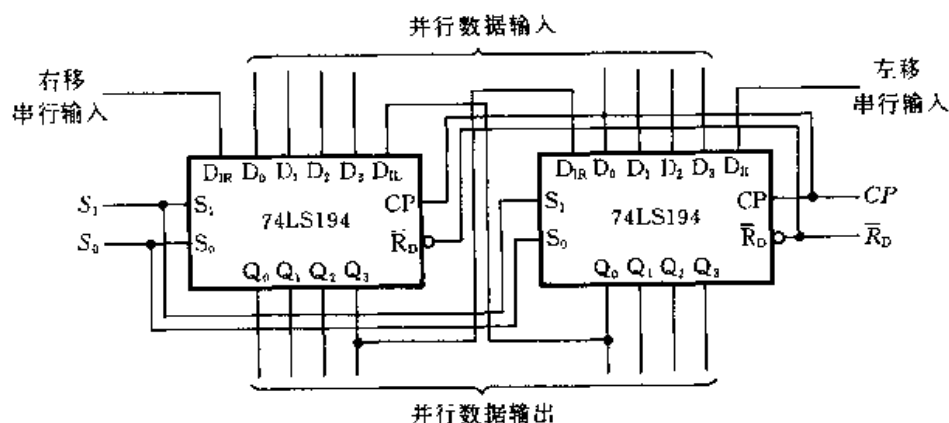 并行数据输入
右移
串行输入
左移
串行输入
D_IR D_0 D_1 D_2 D_3 D_IL
S_1 S_1 74LS194 CP
S_0 S_0 R̅_D
Q_0 Q_1 Q_2 Q_3
D_IR D_0 D_1 D_2 D_3 D_IL
S_1 74LS194 CP CP
S_0 R̅_D R̅_D
Q_0 Q_1 Q_2 Q_3
并行数据输出